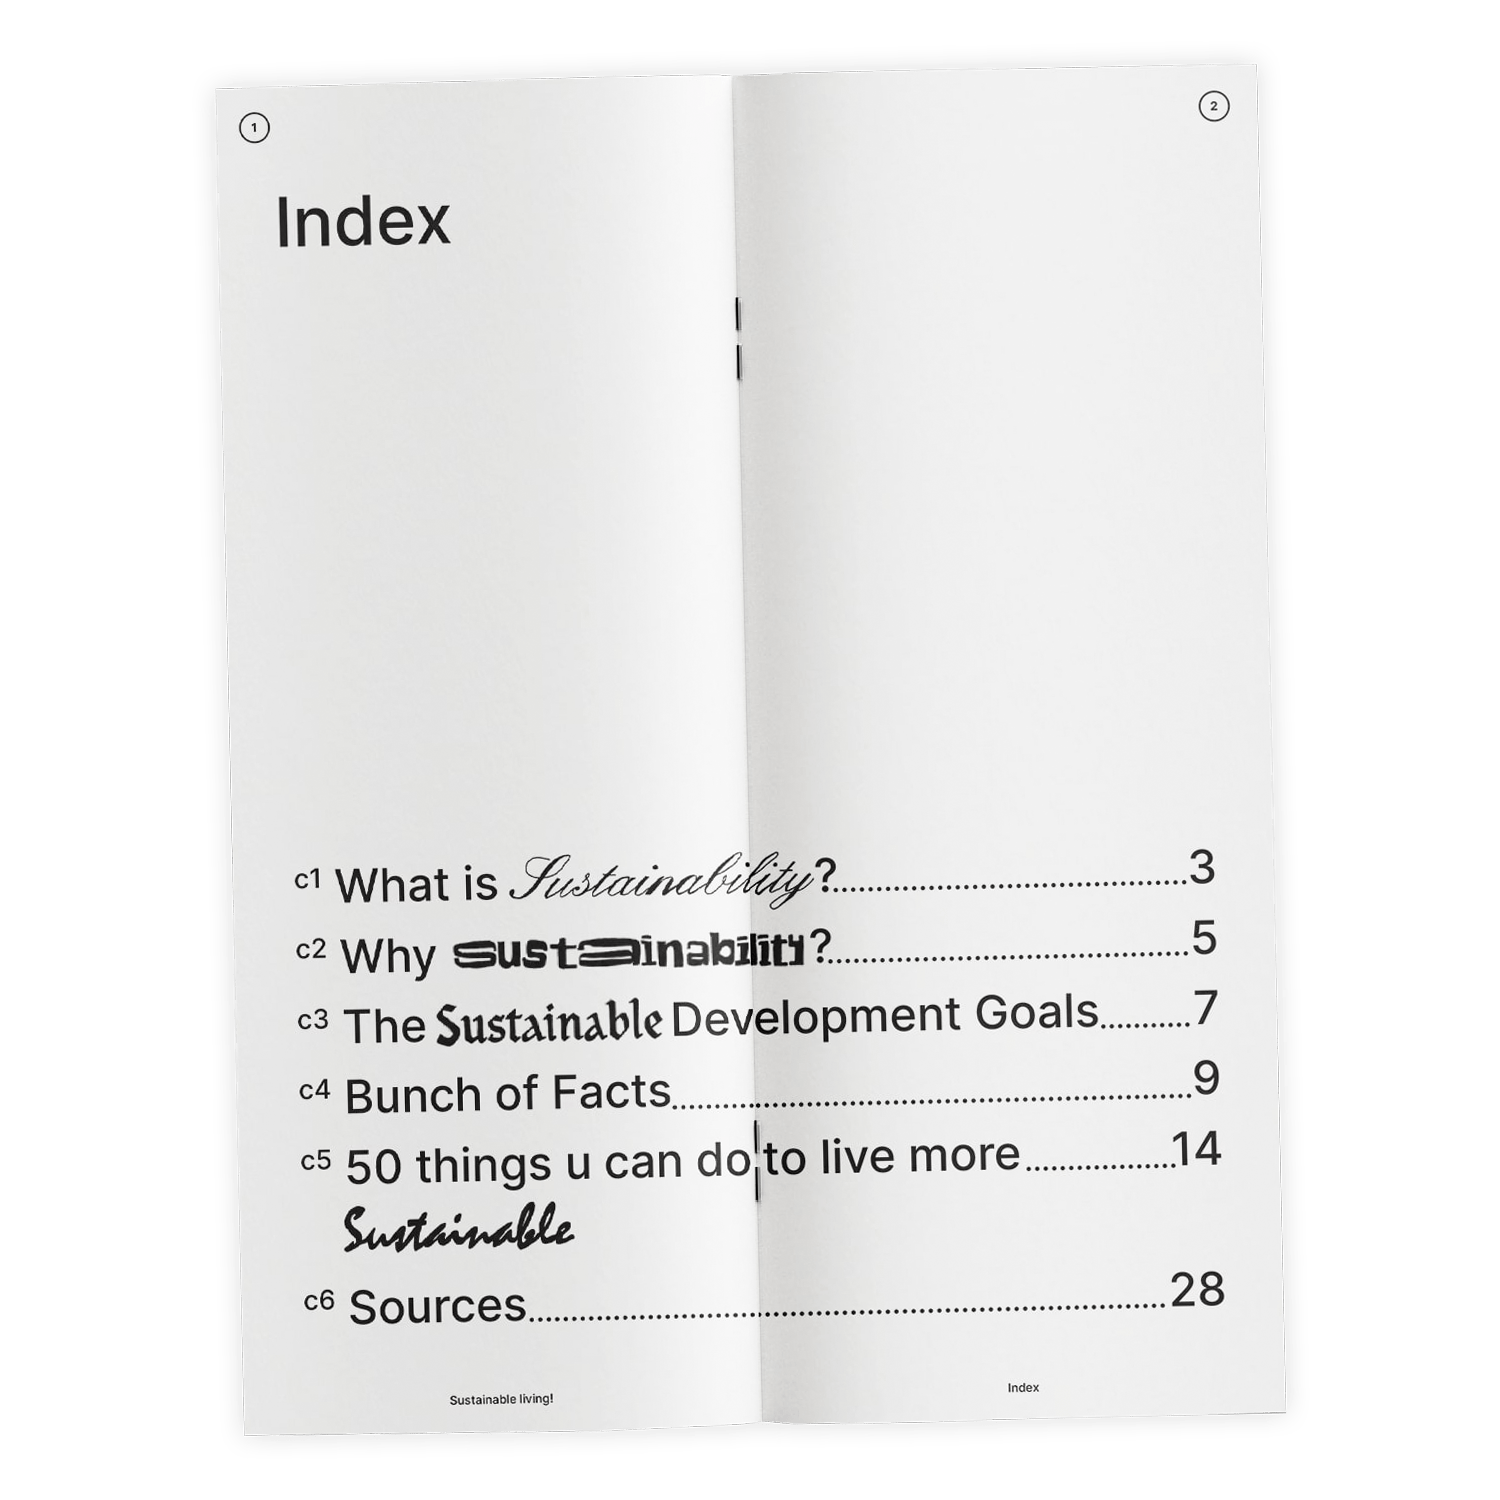 1
2
Index
c1 What is Sustainability?................................................3
c2 Why sustainability?................................................5
c3 The Sustainable Development Goals............7
c4 Bunch of Facts......................................................................9
c5 50 things u can do to live more....................14
Sustainable
c6 Sources......................................................................................28
Sustainable living!
Index